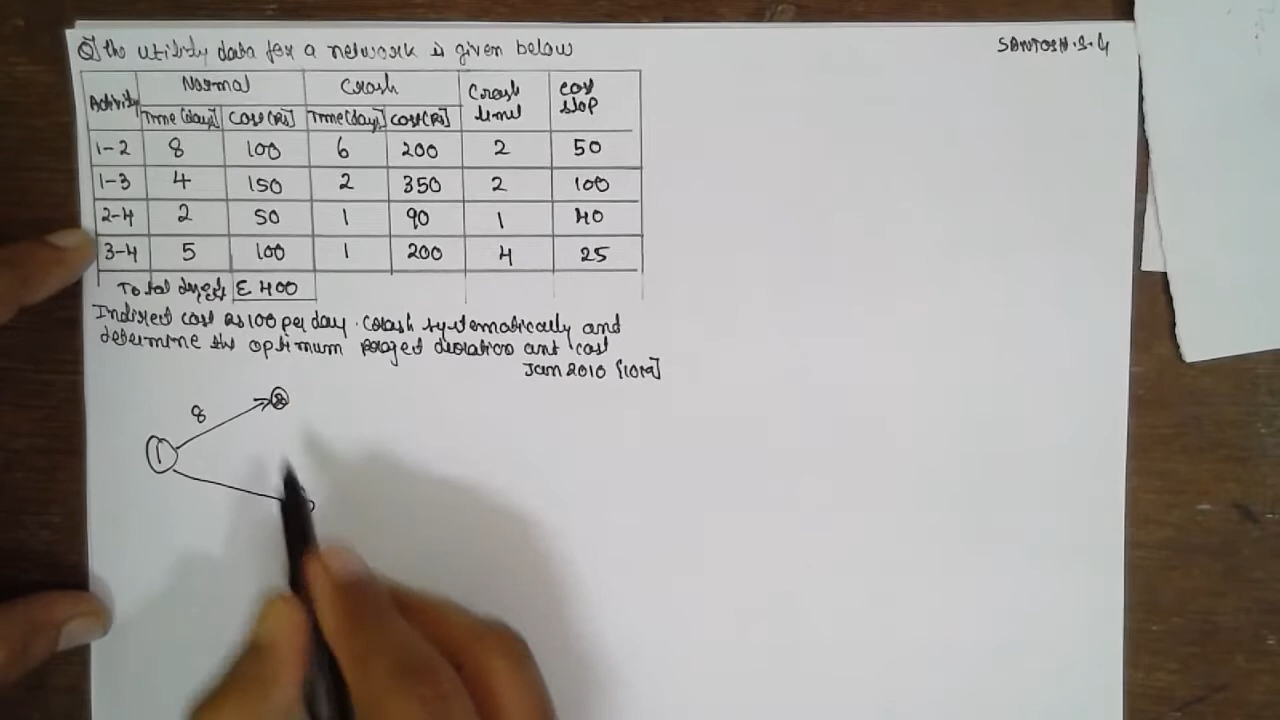 Q] The utility data for a network is given below
SANTOSH.S.G
Activity Normal Crash Crash limit Cost slop
Time [days] Cost (Rs) Time [days] Cost (Rs)
1-2 8 100 6 200 2 50
1-3 4 150 2 350 2 100
2-4 2 50 1 90 1 40
3-4 5 100 1 200 4 25
Total direct Σ 400
Indirect cost Rs 100 per day. Crash systematically and
determine the optimum project duration and cost
Jan 2010 [10M]
8 2
1